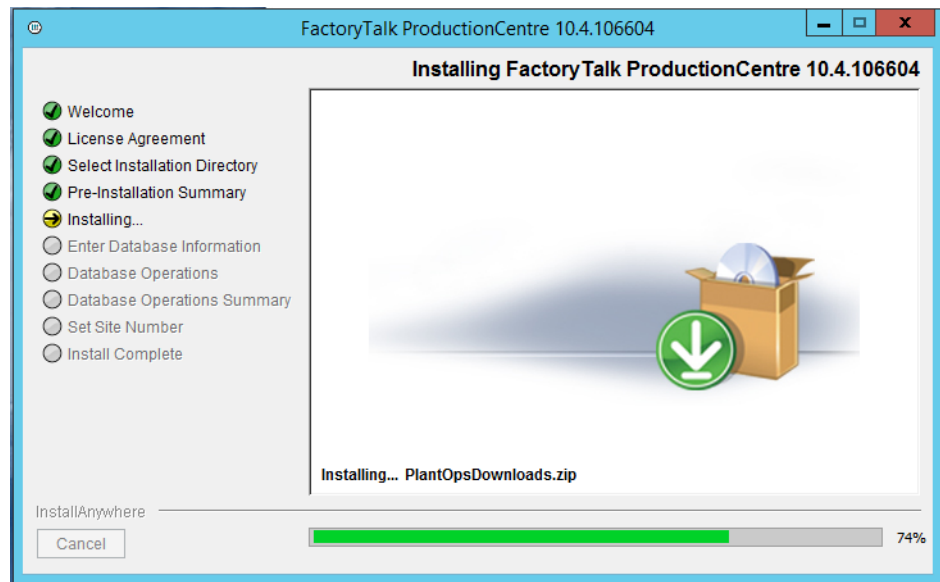 FactoryTalk ProductionCentre 10.4.106604
Installing FactoryTalk ProductionCentre 10.4.106604
Welcome
License Agreement
Select Installation Directory
Pre-Installation Summary
Installing...
Enter Database Information
Database Operations
Database Operations Summary
Set Site Number
Install Complete
Installing... PlantOpsDownloads.zip
InstallAnywhere
Cancel
74%